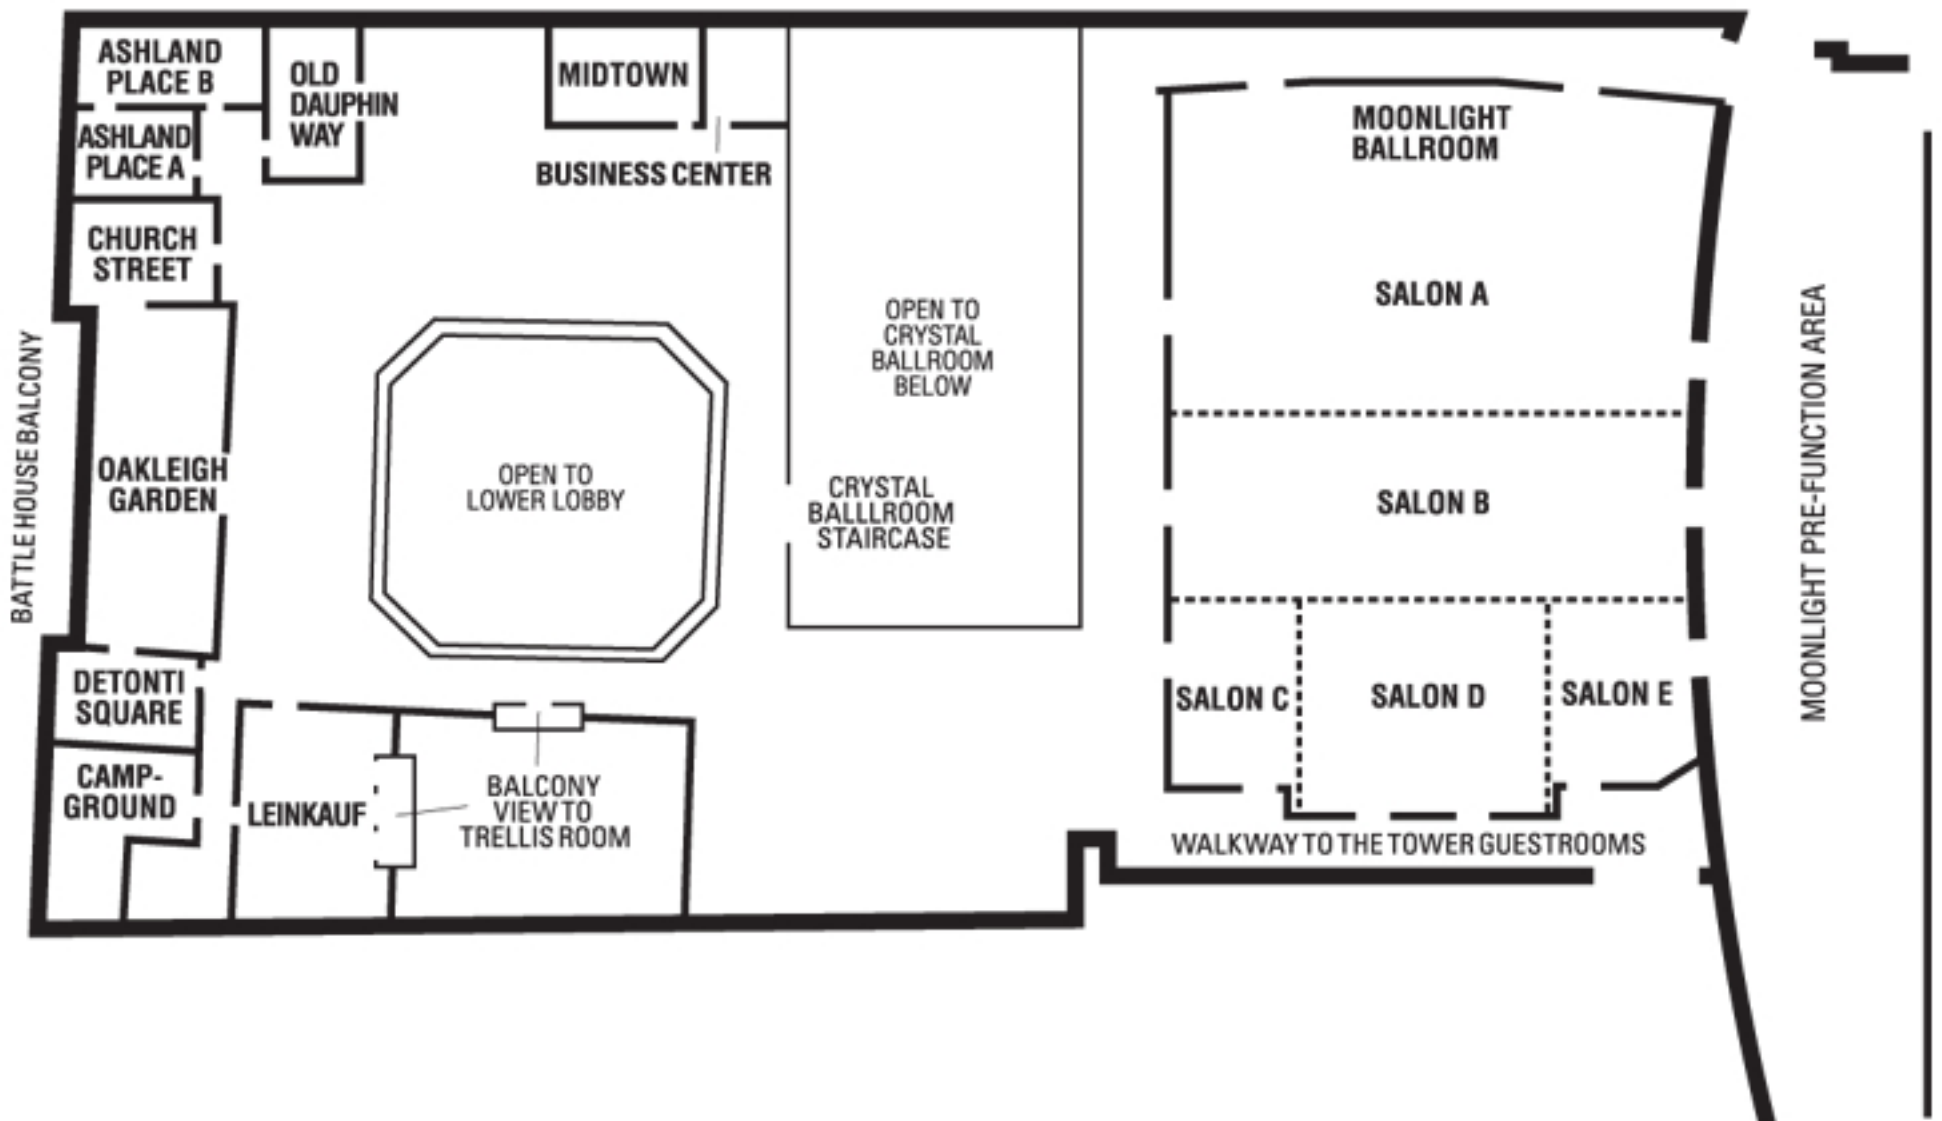 ASHLAND
PLACE B
OLD
DAUPHIN
WAY
MIDTOWN
ASHLAND
PLACE A
BUSINESS CENTER
MOONLIGHT
BALLROOM
CHURCH
STREET
SALON A
OPEN TO
CRYSTAL
BALLROOM
BELOW
BATTLE HOUSE BALCONY
OAKLEIGH
GARDEN
OPEN TO
LOWER LOBBY
CRYSTAL
BALLLROOM
STAIRCASE
SALON B
MOONLIGHT PRE-FUNCTION AREA
DETONTI
SQUARE
SALON C
SALON D
SALON E
CAMP-
GROUND
LEINKAUF
BALCONY
VIEW TO
TRELLIS ROOM
WALKWAY TO THE TOWER GUESTROOMS